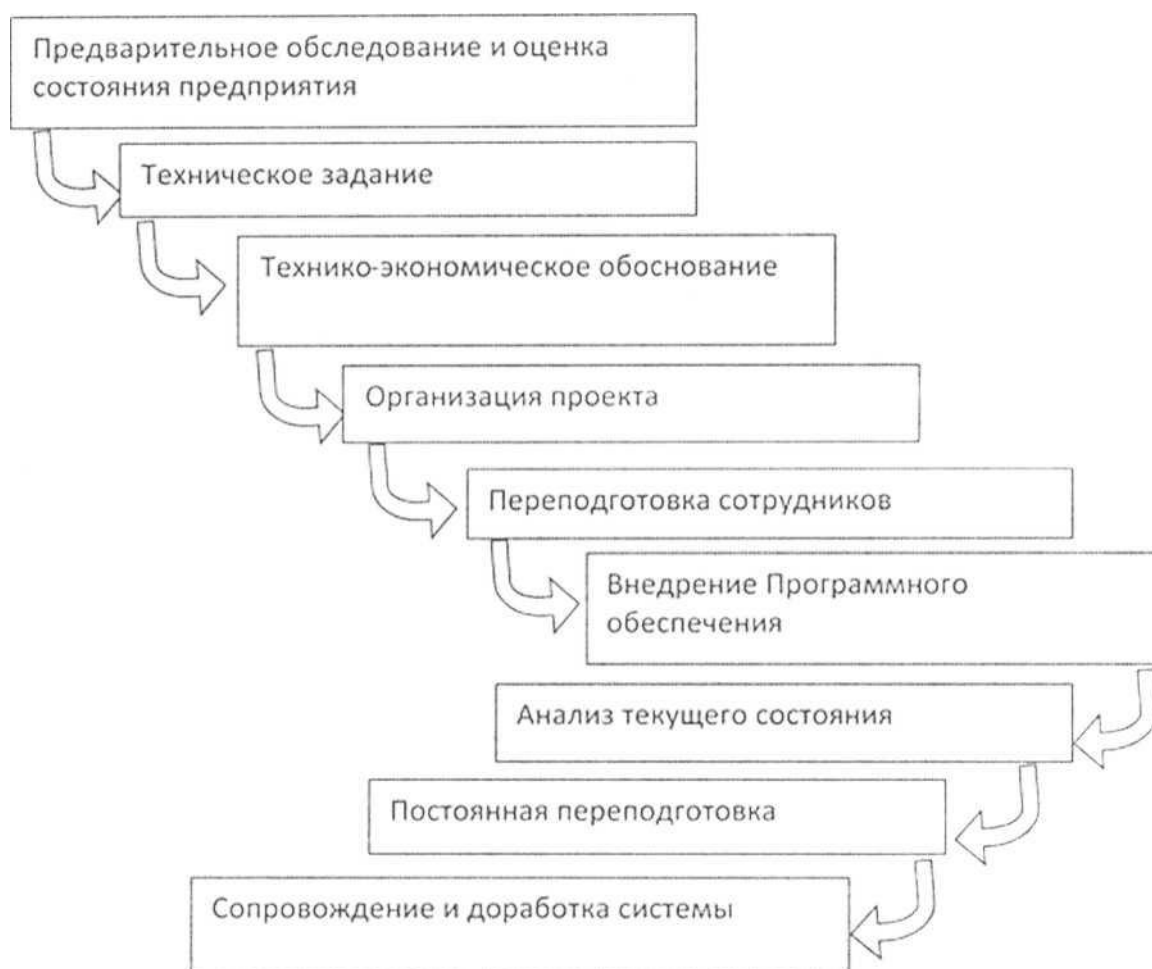 Предварительное обследование и оценка
состояния предприятия
Техническое задание
Технико-экономическое обоснование
Организация проекта
Переподготовка сотрудников
Внедрение Программного
обеспечения
Анализ текущего состояния
Постоянная переподготовка
Сопровождение и доработка системы